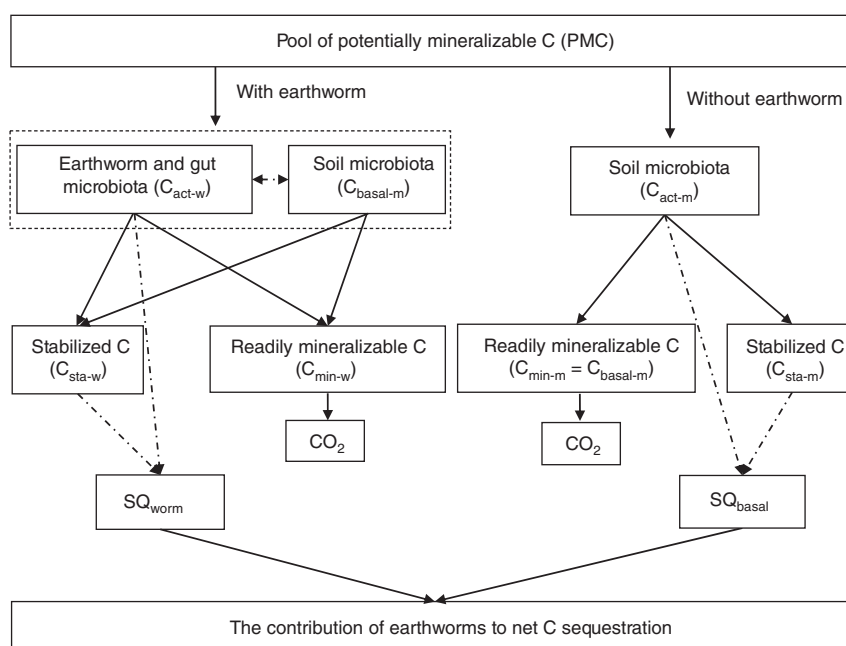 Pool of potentially mineralizable C (PMC)
With earthworm
Without earthworm
Earthworm and gut
microbiota (Cact-w)
Soil microbiota
(Cbasal-m)
Soil microbiota
(Cact-m)
Stabilized C
(Csta-w)
Readily mineralizable C
(Cmin-w)
Readily mineralizable C
(Cmin-m = Cbasal-m)
Stabilized C
(Csta-m)
CO2
CO2
SQworm
SQbasal
The contribution of earthworms to net C sequestration